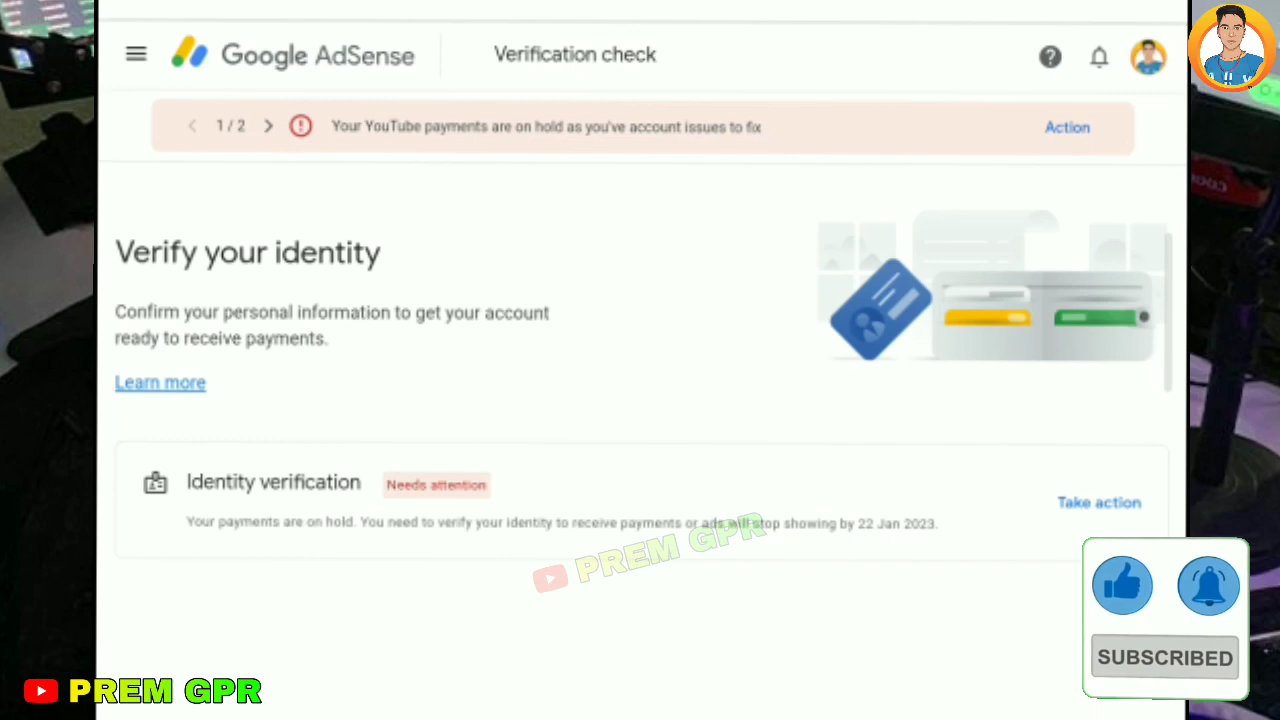 Google AdSense
Verification check
1 / 2
Your YouTube payments are on hold as you've account issues to fix
Action
Verify your identity
Confirm your personal information to get your account
ready to receive payments.
Learn more
Identity verification
Needs attention
Take action
Your payments are on hold. You need to verify your identity to receive payments or ads will stop showing by 22 Jan 2023.
PREM GPR
SUBSCRIBED
PREM GPR